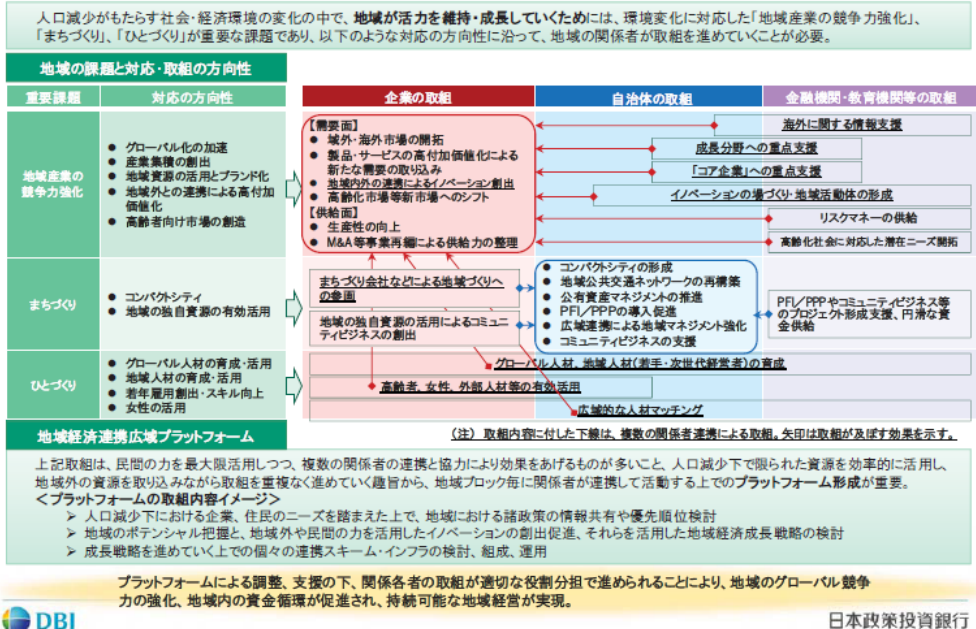 人口減少がもたらす社会・経済環境の変化の中で、地域が活力を維持・成長していくためには、環境変化に対応した「地域産業の競争力強化」、
「まちづくり」、「ひとづくり」が重要な課題であり、以下のような対応の方向性に沿って、地域の関係者が取組を進めていくことが必要。
地域の課題と対応・取組の方向性
重要課題
対応の方向性
企業の取組
自治体の取組
金融機関・教育機関等の取組
地域産業の
競争力強化
● グローバル化の加速
● 産業集積の創出
● 地域資源の活用とブランド化
● 地域外との連携による高付加
価値化
● 高齢者向け市場の創造
【需要面】
● 域外・海外市場の開拓
● 製品・サービスの高付加価値化による
新たな需要の取り込み
● 地域内外の連携によるイノベーション創出
● 高齢化市場等新市場へのシフト
【供給面】
● 生産性の向上
● M&A等事業再編による供給力の整理
海外に関する情報支援
成長分野への重点支援
「コア企業」への重点支援
イノベーションの場づくり・地域活動体の形成
リスクマネーの供給
高齢化社会に対応した潜在ニーズ開拓
まちづくり
● コンパクトシティ
● 地域の独自資源の有効活用
まちづくり会社などによる地域づくりへ
の参画
地域の独自資源の活用によるコミュニ
ティビジネスの創出
● コンパクトシティの形成
● 地域公共交通ネットワークの再構築
● 公有資産マネジメントの推進
● PFI/PPPの導入促進
● 広域連携による地域マネジメント強化
● コミュニティビジネスの支援
PFI/PPPやコミュニティビジネス等
のプロジェクト形成支援、円滑な資
金供給
ひとづくり
● グローバル人材の育成・活用
● 地域人材の育成・活用
● 若年雇用創出・スキル向上
● 女性の活用
グローバル人材、地域人材(若手・次世代経営者)の育成
高齢者、女性、外部人材等の有効活用
広域的な人材マッチング
地域経済連携広域プラットフォーム
(注) 取組内容に付した下線は、複数の関係者連携による取組。矢印は取組が及ぼす効果を示す。
上記取組は、民間の力を最大限活用しつつ、複数の関係者の連携と協力により効果をあげるものが多いこと、人口減少下で限られた資源を効率的に活用し、
地域外の資源を取り込みながら取組を重複なく進めていく趣旨から、地域ブロック毎に関係者が連携して活動する上でのプラットフォーム形成が重要。
＜プラットフォームの取組内容イメージ＞
➢ 人口減少下における企業、住民のニーズを踏まえた上で、地域における諸政策の情報共有や優先順位検討
➢ 地域のポテンシャル把握と、地域外や民間の力を活用したイノベーションの創出促進、それらを活用した地域経済成長戦略の検討
➢ 成長戦略を進めていく上での個々の連携スキーム・インフラの検討、組成、運用
プラットフォームによる調整、支援の下、関係各者の取組が適切な役割分担で進められることにより、地域のグローバル競争
力の強化、地域内の資金循環が促進され、持続可能な地域経営が実現。
DBJ
日本政策投資銀行